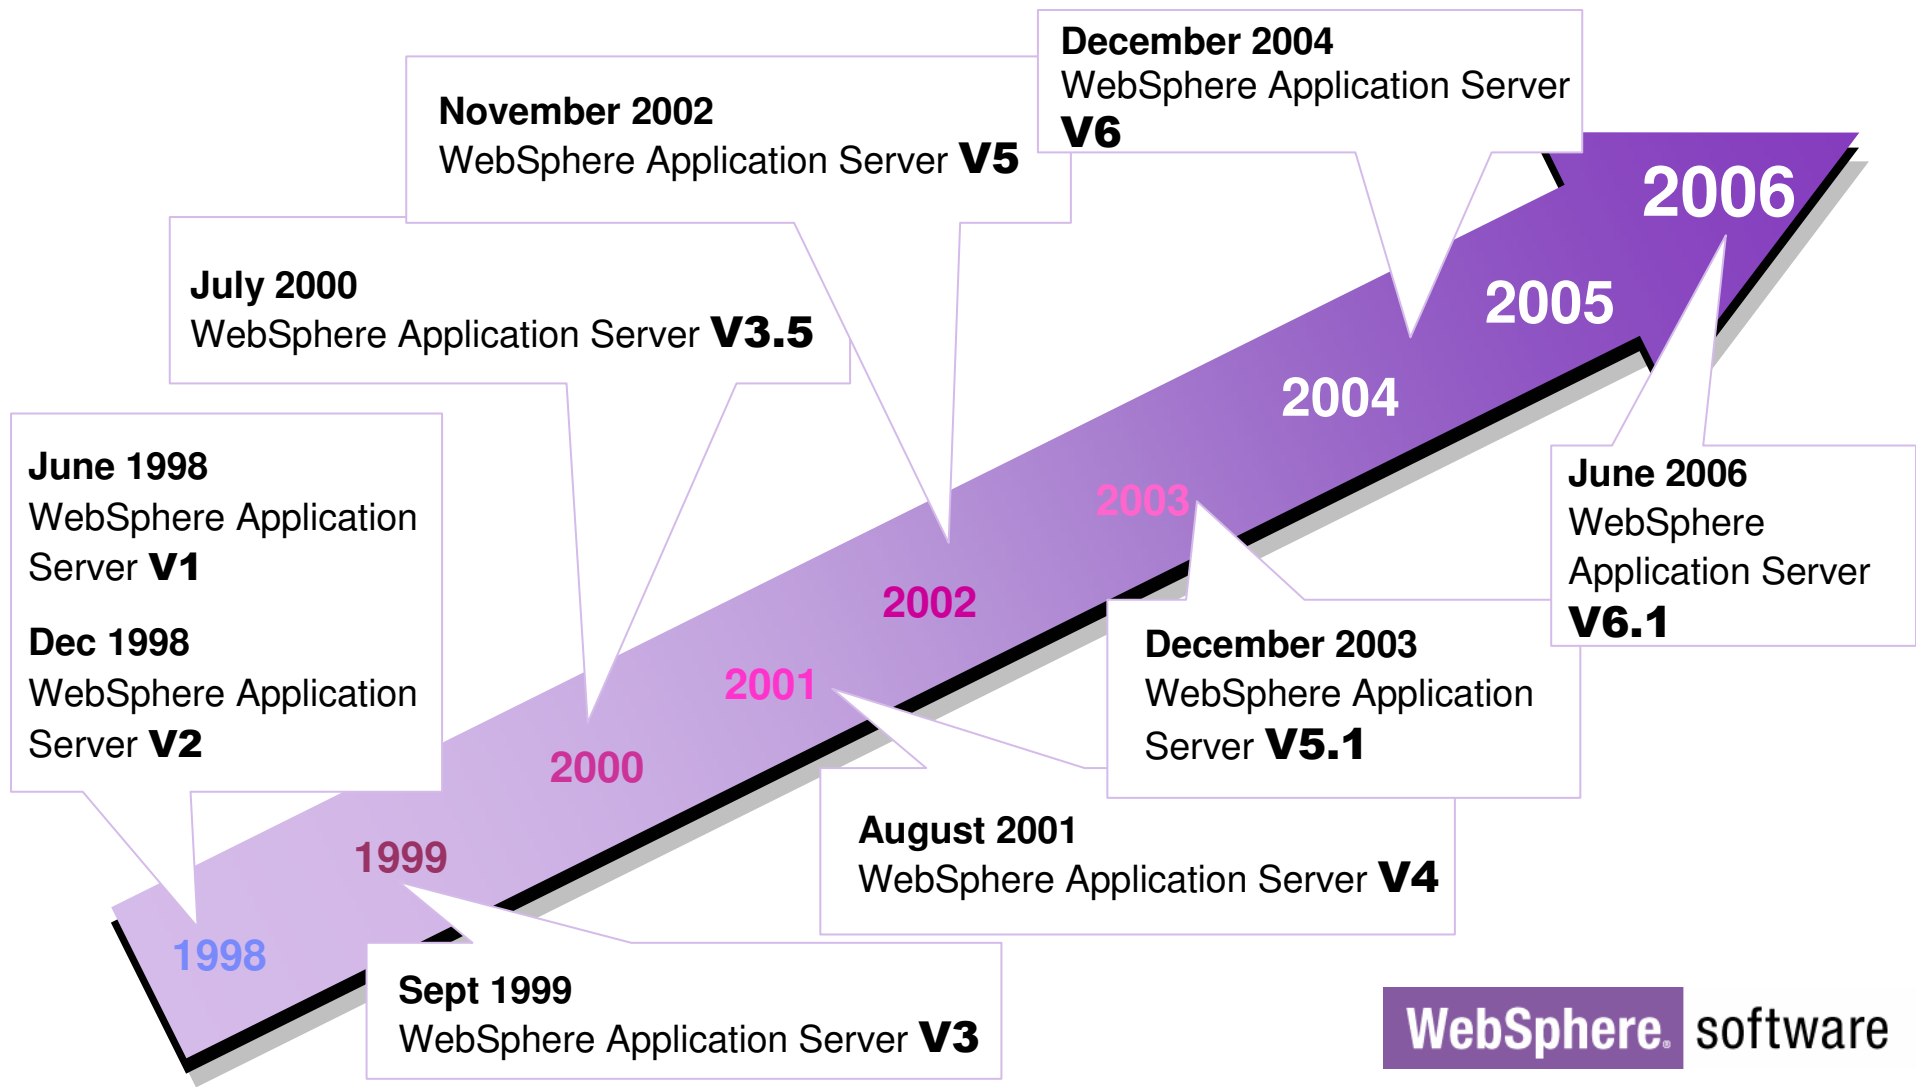 December 2004
WebSphere Application Server
V6
November 2002
WebSphere Application Server V5
July 2000
WebSphere Application Server V3.5
June 1998
WebSphere Application
Server V1
Dec 1998
WebSphere Application
Server V2
1998
1999
2000
2001
2002
2003
2004
2005
2006
June 2006
WebSphere
Application Server
V6.1
December 2003
WebSphere Application
Server V5.1
August 2001
WebSphere Application Server V4
Sept 1999
WebSphere Application Server V3
WebSphere® software